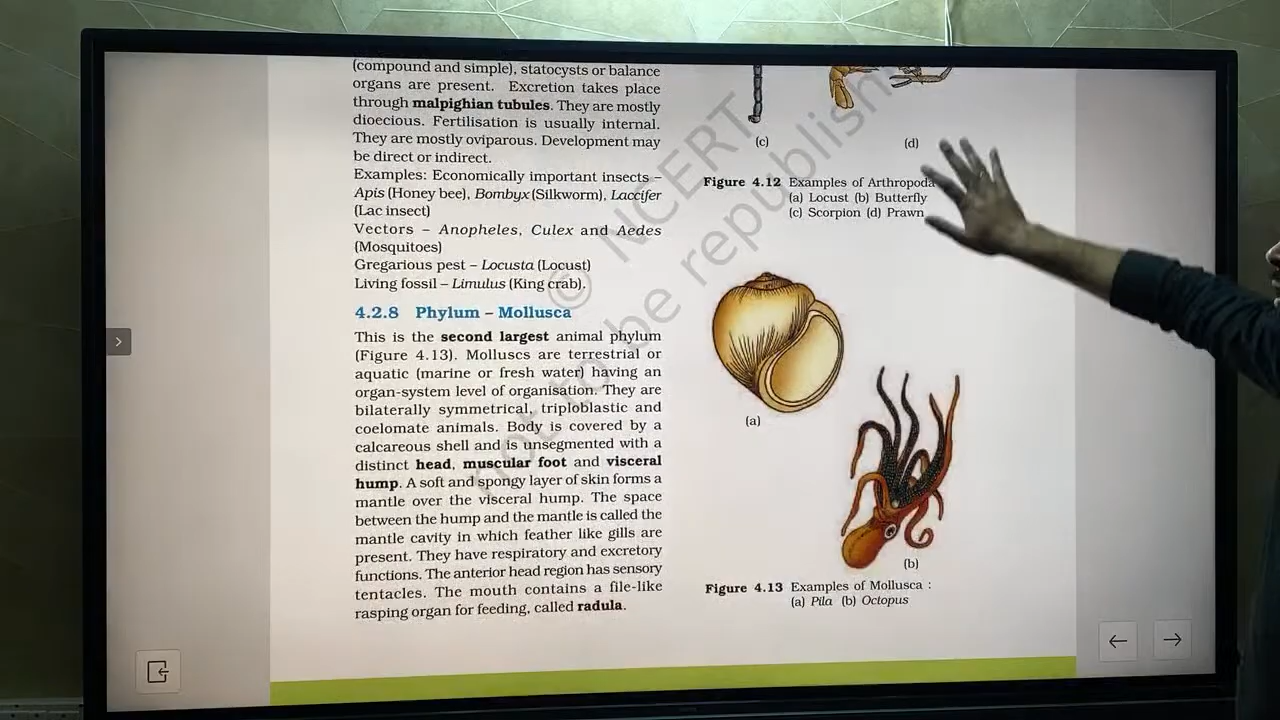 (compound and simple), statocysts or balance
organs are present. Excretion takes place
through malpighian tubules. They are mostly
dioecious. Fertilisation is usually internal.
They are mostly oviparous. Development may
be direct or indirect.
Examples: Economically important insects –
Apis (Honey bee), Bombyx (Silkworm), Laccifer
(Lac insect)
Vectors – Anopheles, Culex and Aedes
(Mosquitoes)
Gregarious pest – Locusta (Locust)
Living fossil – Limulus (King crab).
4.2.8 Phylum – Mollusca
This is the second largest animal phylum
(Figure 4.13). Molluscs are terrestrial or
aquatic (marine or fresh water) having an
organ-system level of organisation. They are
bilaterally symmetrical, triploblastic and
coelomate animals. Body is covered by a
calcareous shell and is unsegmented with a
distinct head, muscular foot and visceral
hump. A soft and spongy layer of skin forms a
mantle over the visceral hump. The space
between the hump and the mantle is called the
mantle cavity in which feather like gills are
present. They have respiratory and excretory
functions. The anterior head region has sensory
tentacles. The mouth contains a file-like
rasping organ for feeding, called radula.
(c)
(d)
Figure 4.12 Examples of Arthropoda
(a) Locust (b) Butterfly
(c) Scorpion (d) Prawn
(a)
(b)
Figure 4.13 Examples of Mollusca :
(a) Pila (b) Octopus
© NCERT
not to be republish